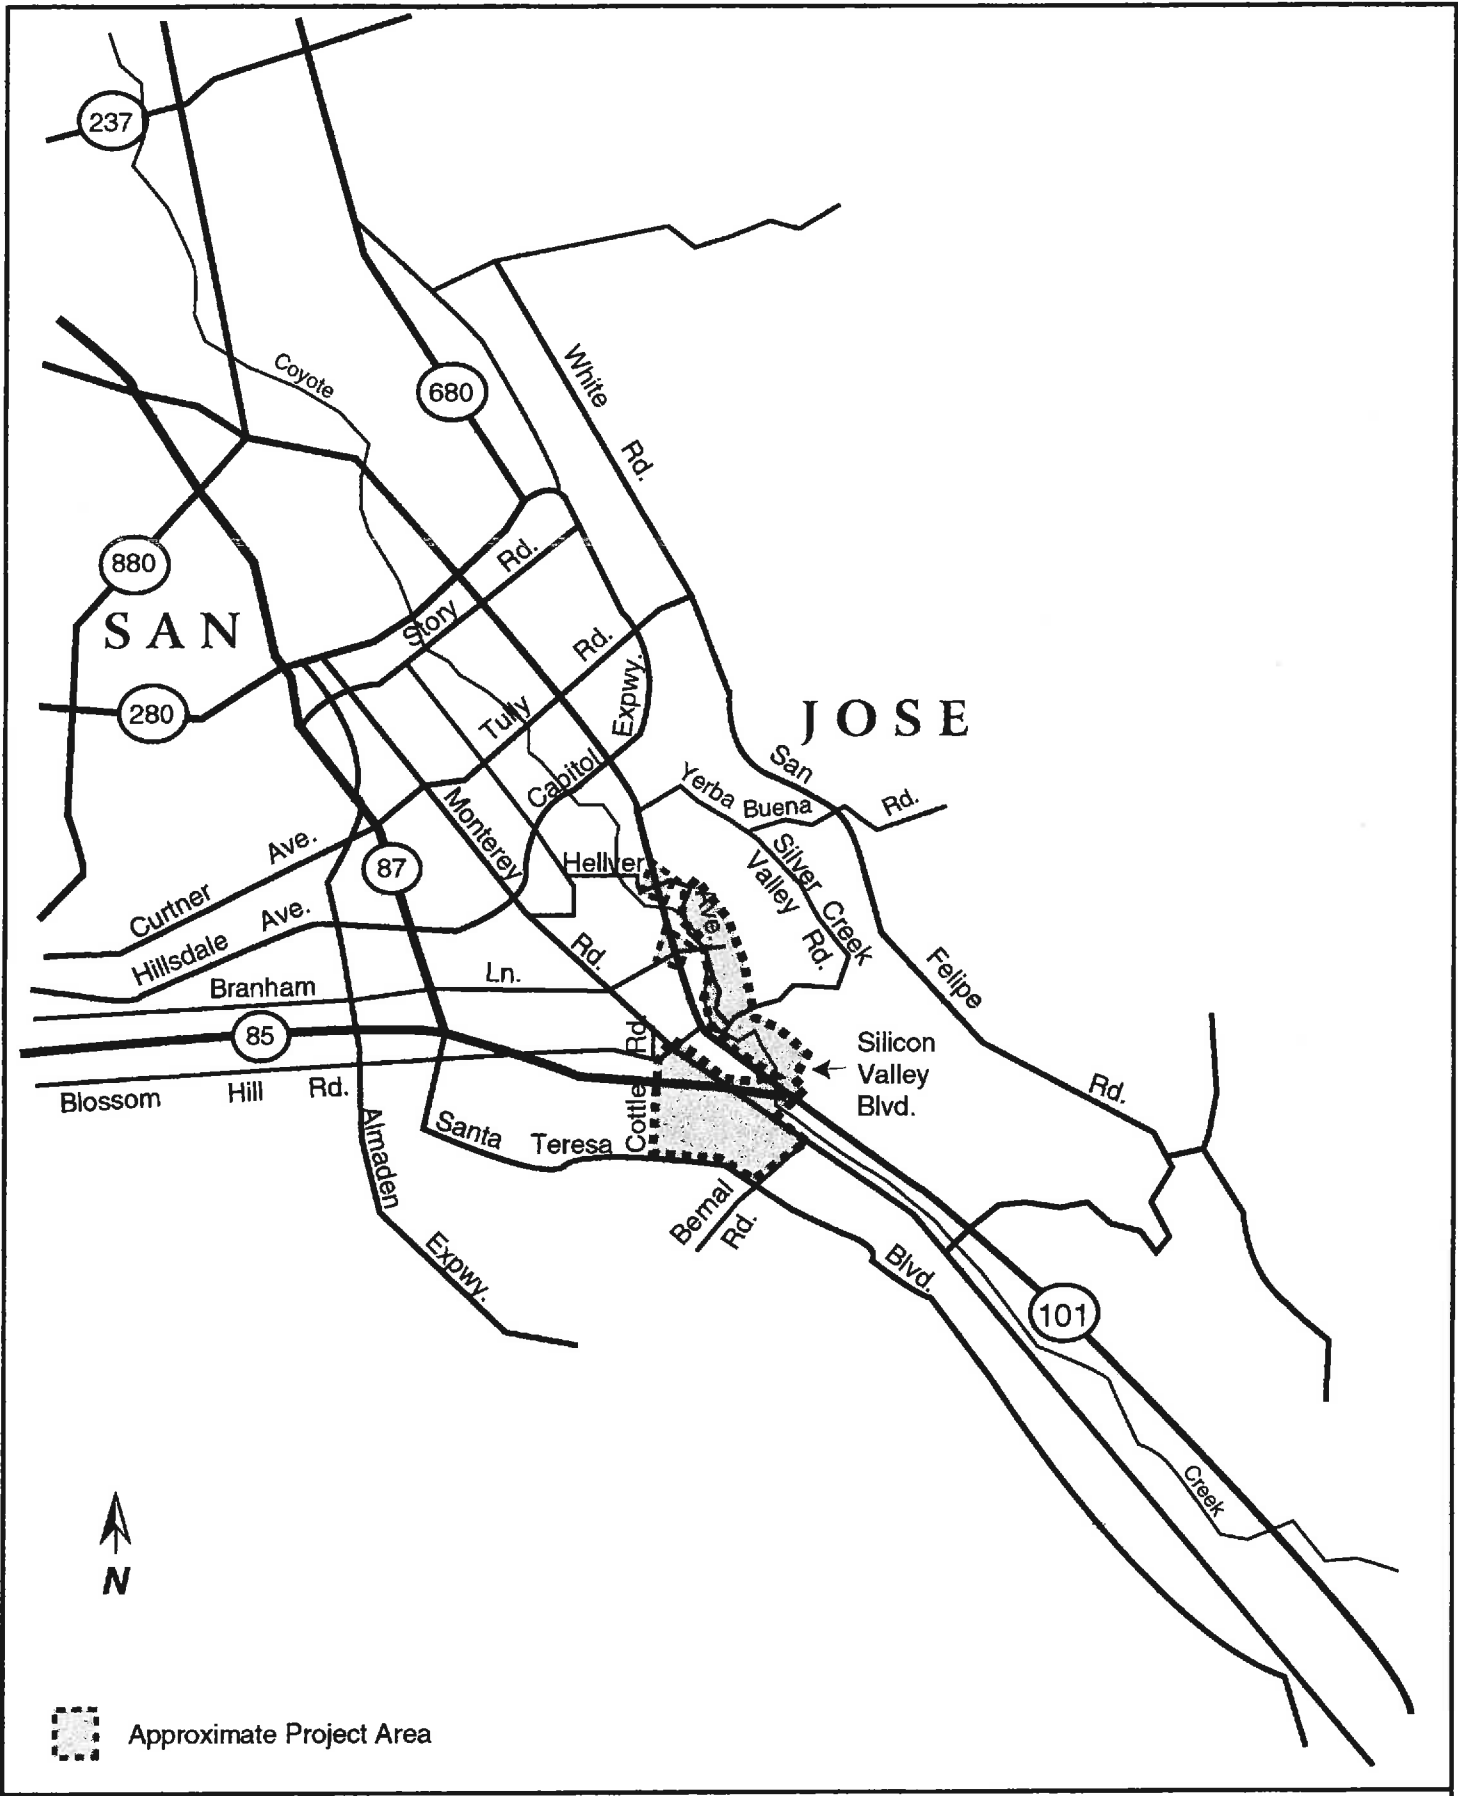 237
Coyote
White
Rd.
680
880
Story
Rd.
SAN
280
Tully
Rd.
Expwy.
Capitol
JOSE
San
Felipe
Rd.
Yerba
Buena
Rd.
Silver
Creek
Valley
Rd.
Monterey
Rd.
Hellyer
Ave
87
Curtner
Ave.
Hillsdale
Ave.
Branham
Ln.
85
Blossom
Hill
Rd.
Cottle
Rd.
Silicon
Valley
Blvd.
Almaden
Expwy.
Santa
Teresa
Blvd.
Bernal
Rd.
101
Creek
N
Approximate Project Area